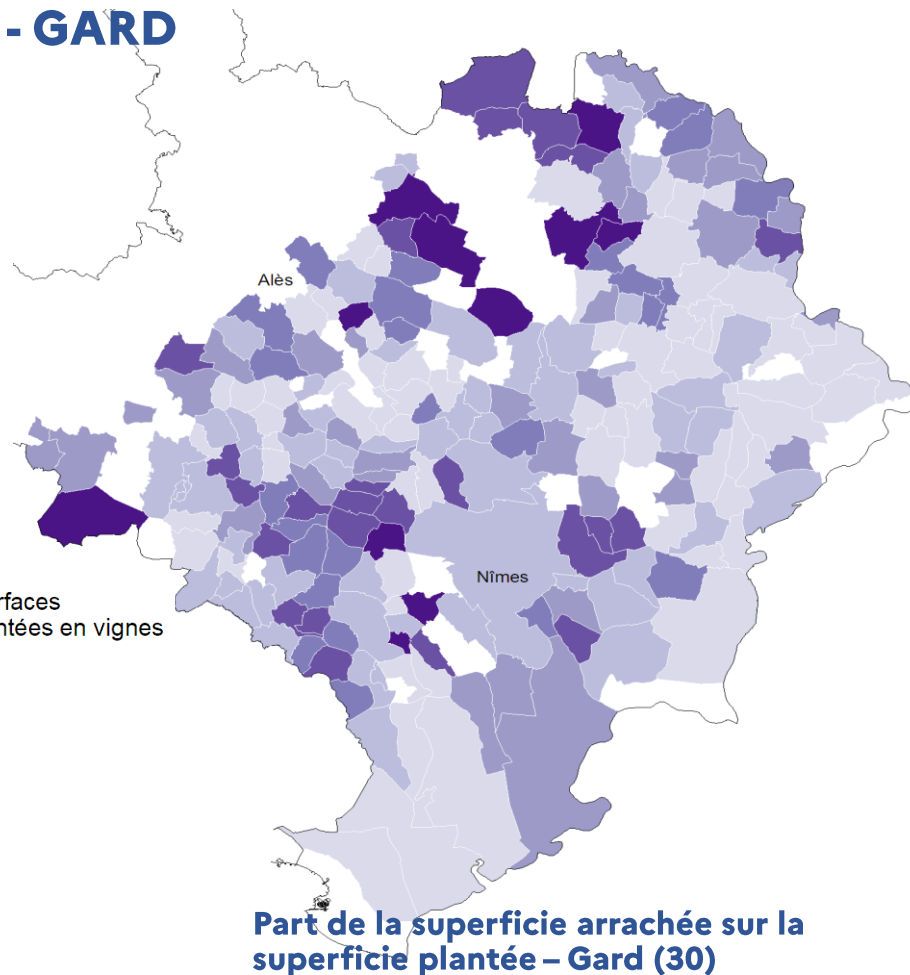 - GARD
Alès
Nîmes
rfaces
ntées en vignes
Part de la superficie arrachée sur la
superficie plantée – Gard (30)